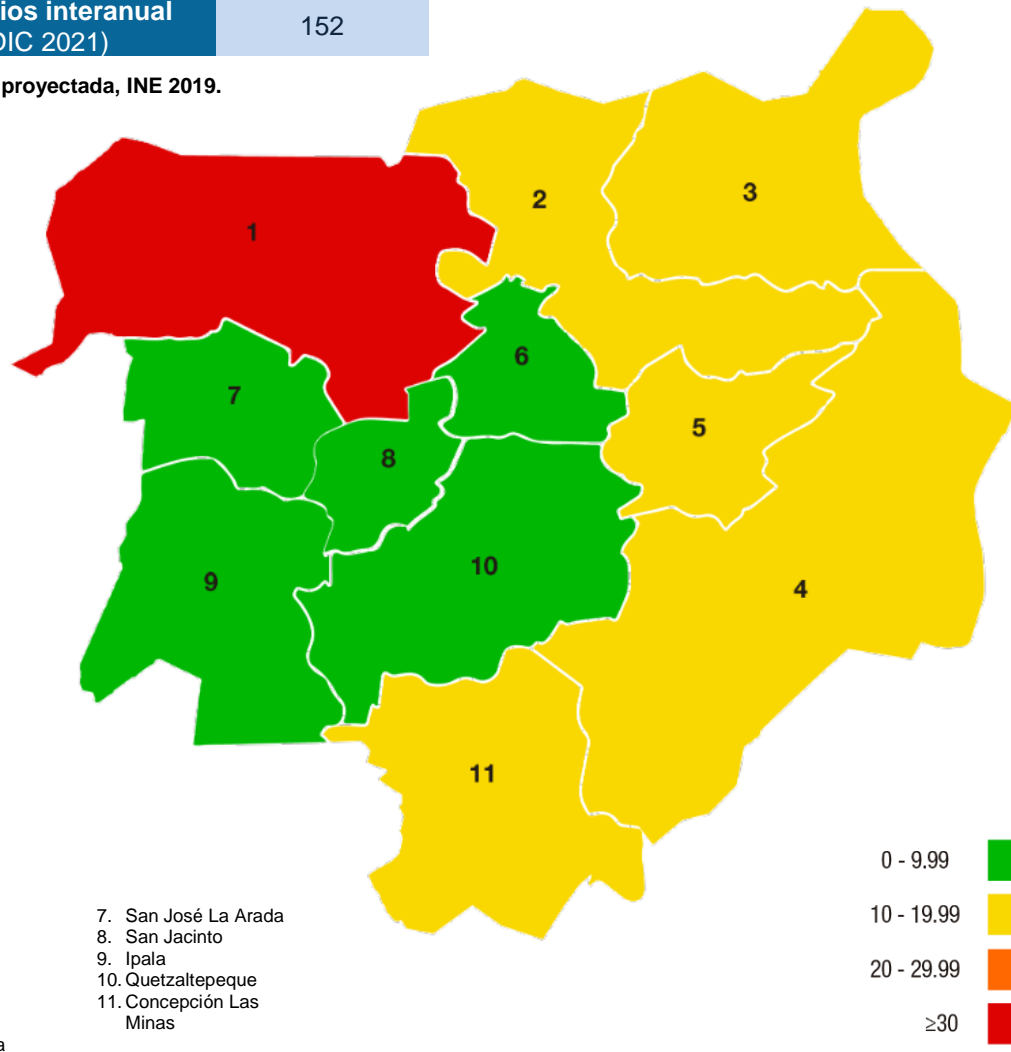 ios interanual
DIC 2021)
152
proyectada, INE 2019.
1
2
3
6
7
5
8
10
9
4
11
0 - 9.99
10 - 19.99
20 - 29.99
≥30
7. San José La Arada
8. San Jacinto
9. Ipala
10. Quetzaltepeque
11. Concepción Las
Minas
a